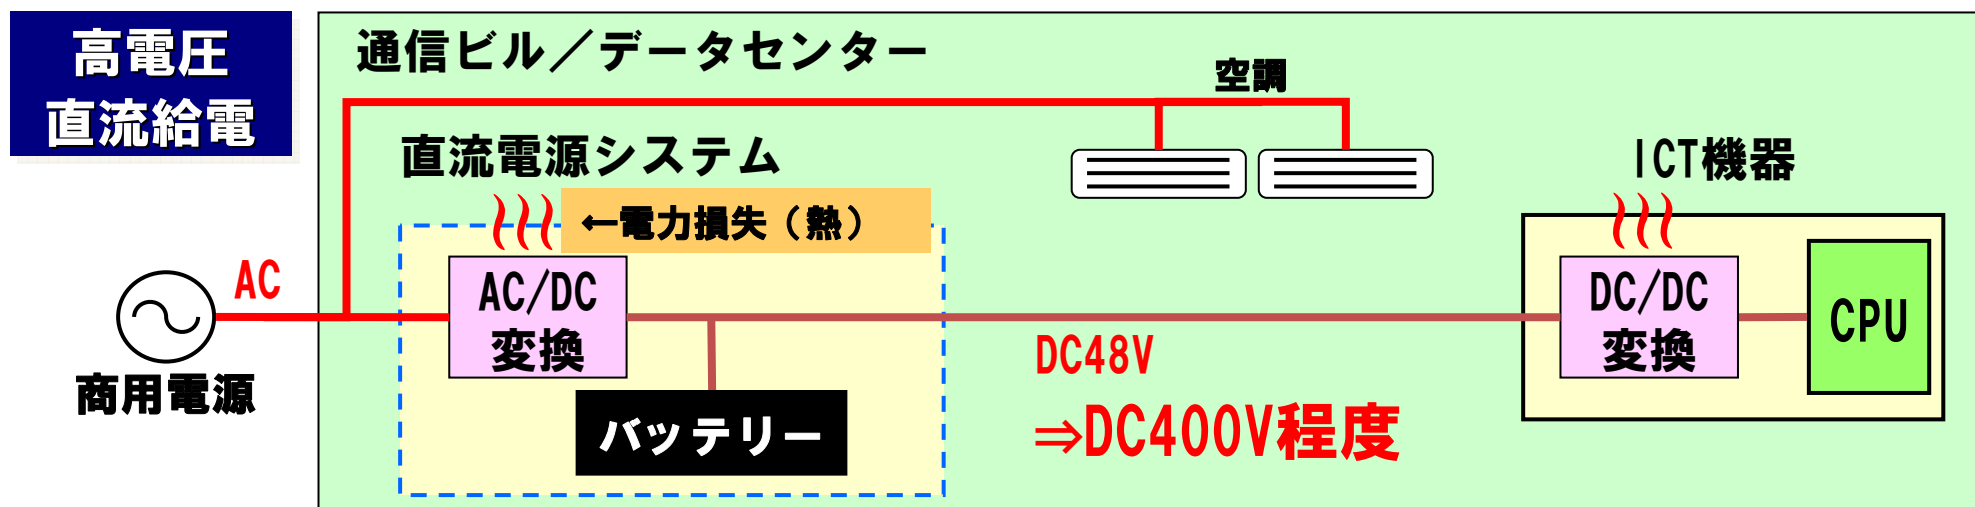 高電圧
直流給電
通信ビル／データセンター
空調
直流電源システム
ICT機器
←電力損失（熱）
AC
AC/DC
変換
DC/DC
変換
CPU
商用電源
バッテリー
DC48V
⇒DC400V程度